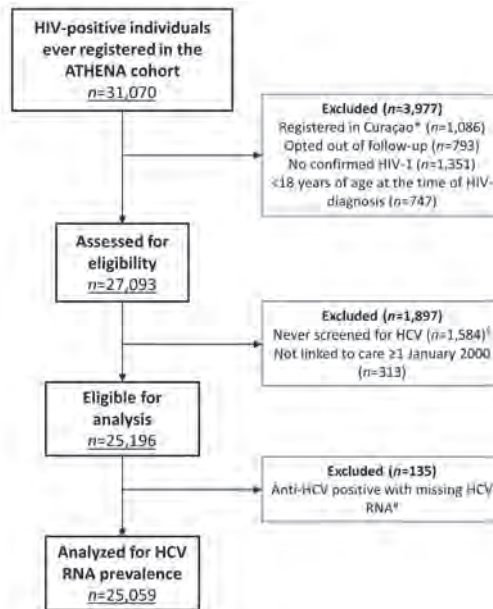 HIV-positive individuals
ever registered in the
ATHENA cohort
n=31,070
Excluded (n=3,977)
Registered in Curaçao* (n=1,086)
Opted out of follow-up (n=793)
No confirmed HIV-1 (n=1,351)
<18 years of age at the time of HIV-
diagnosis (n=747)
Assessed for
eligibility
n=27,093
Excluded (n=1,897)
Never screened for HCV (n=1,584)
Not linked to care ≥1 January 2000
(n=313)
Eligible for
analysis
n=25,196
Excluded (n=135)
Anti-HCV positive with missing HCV
RNA
Analyzed for HCV
RNA prevalence
n=25,059